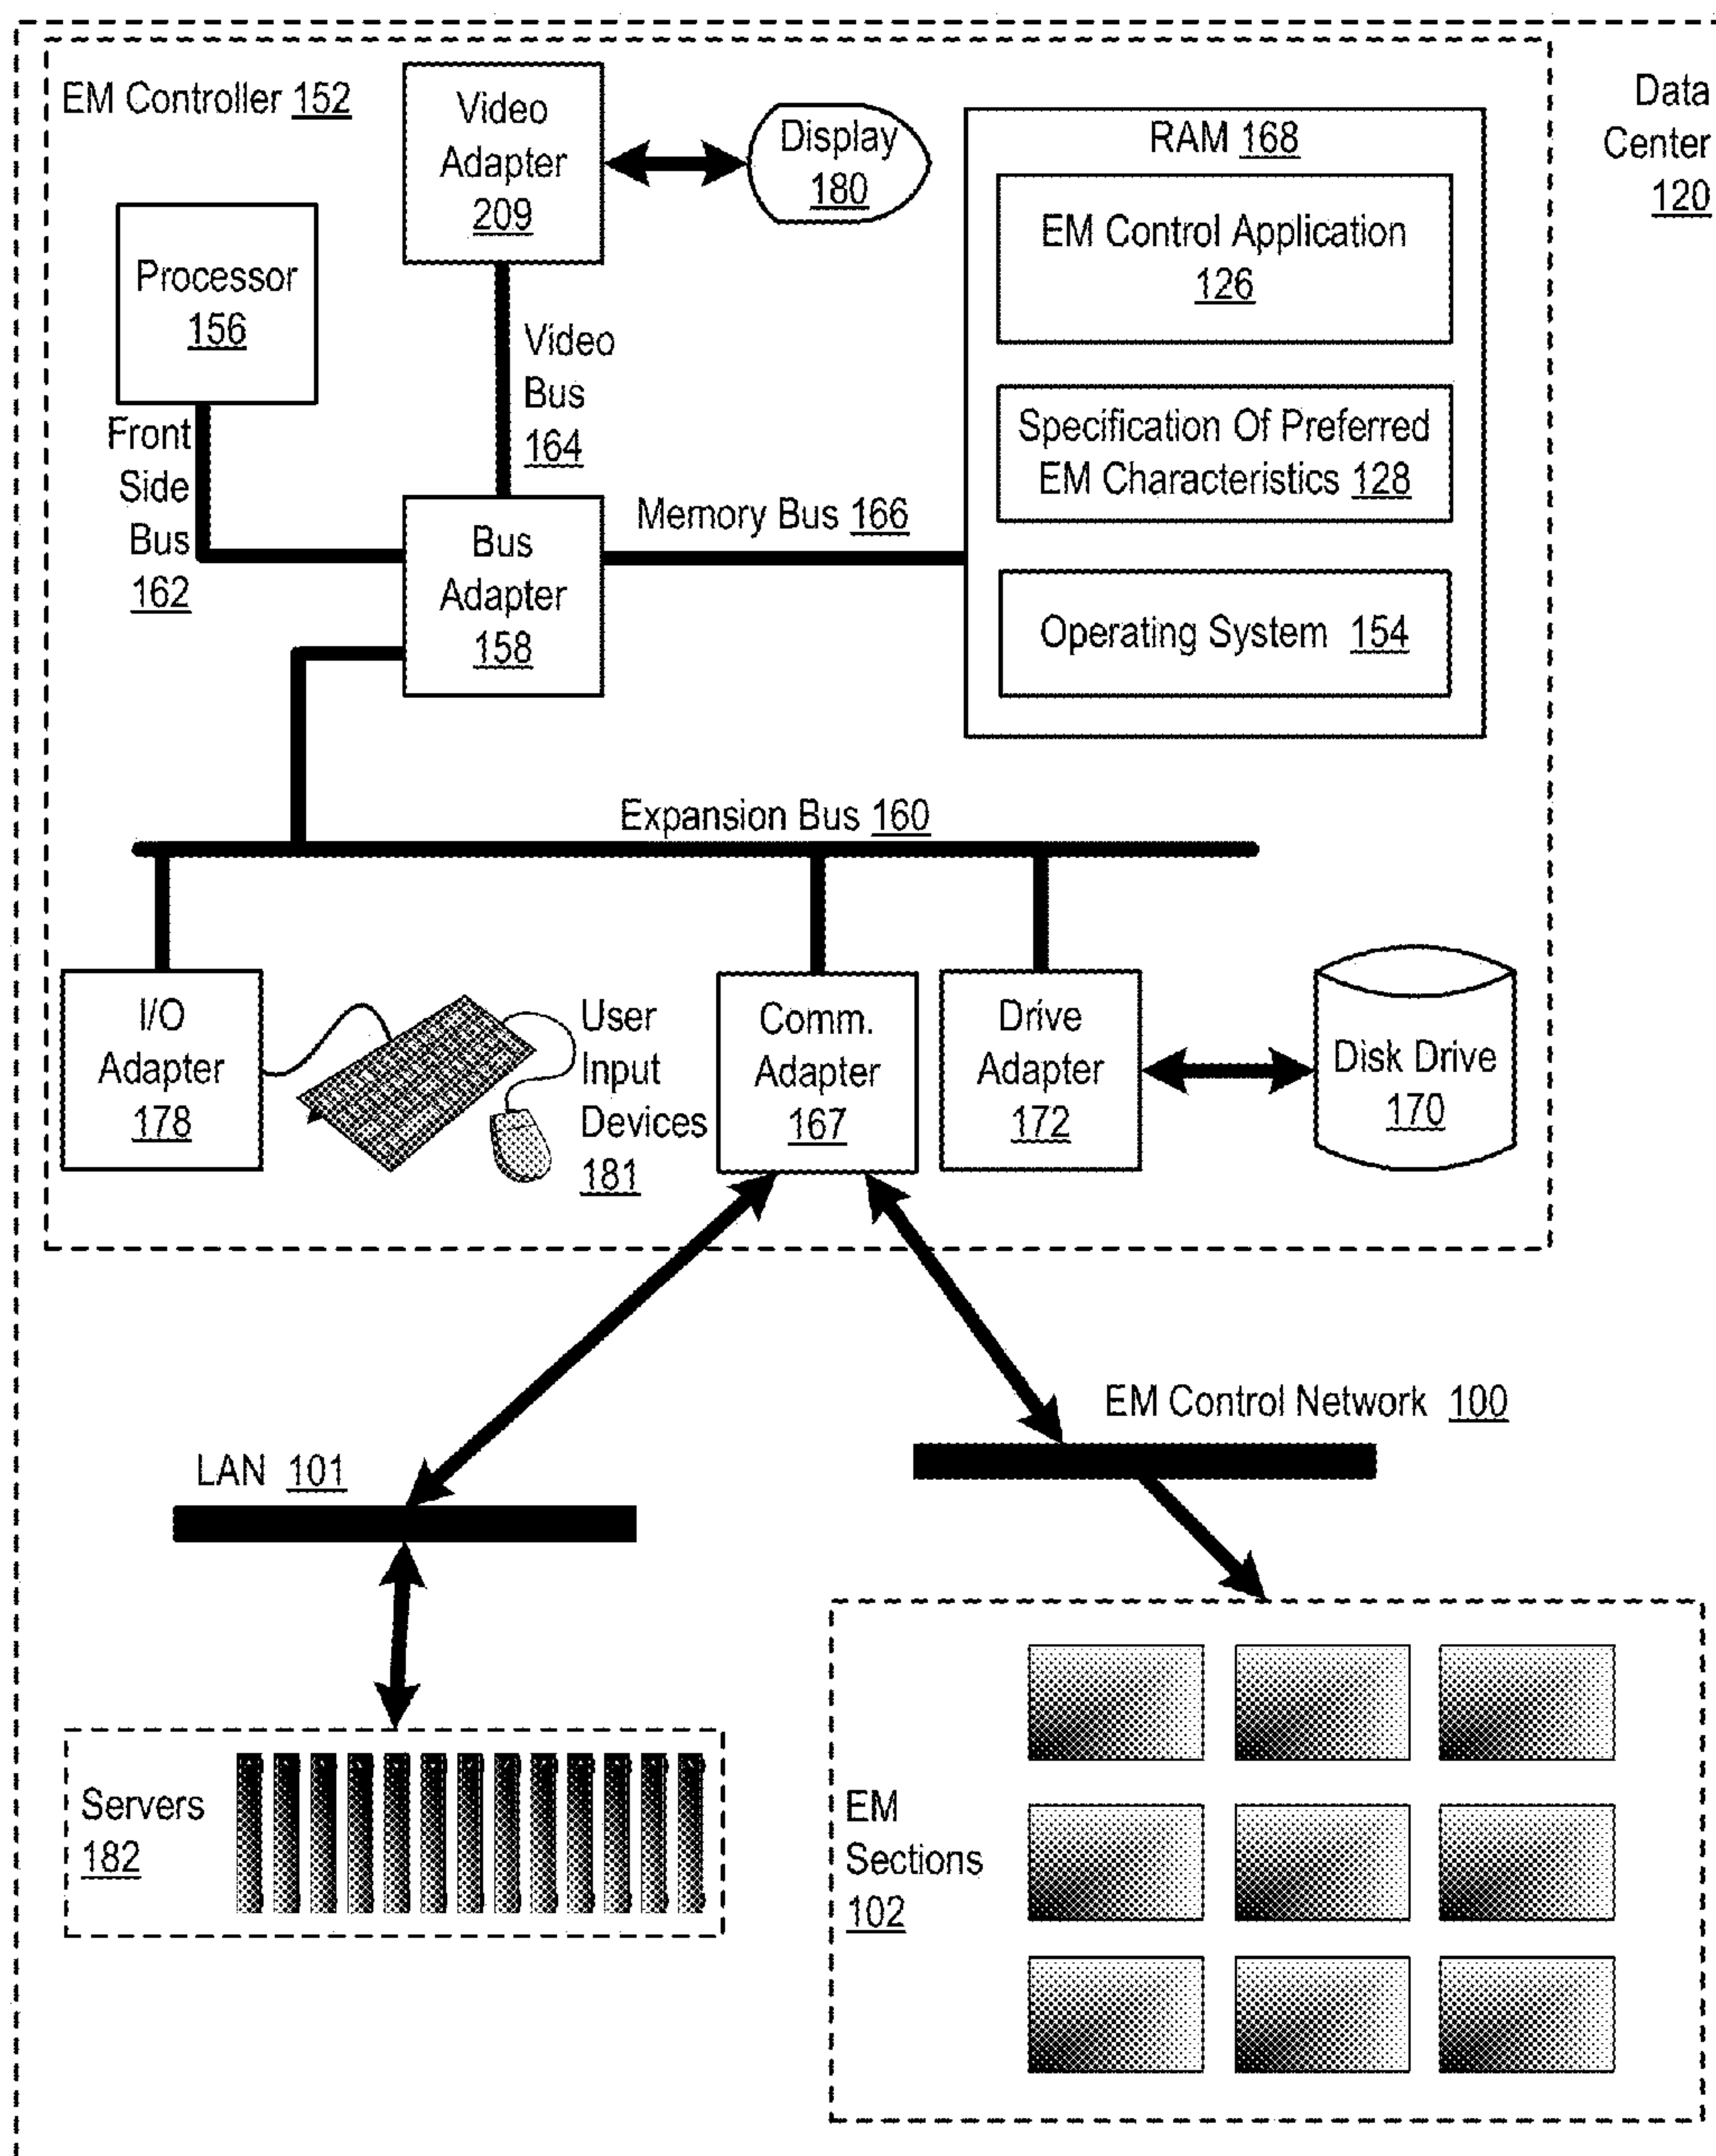 EM Controller 152
Data
Center
120
Video
Adapter
209
Display
180
RAM 168
EM Control Application
126
Specification Of Preferred
EM Characteristics 128
Operating System 154
Processor
156
Video
Bus
164
Front
Side
Bus
162
Bus
Adapter
158
Memory Bus 166
Expansion Bus 160
I/O
Adapter
178
User
Input
Devices
181
Comm.
Adapter
167
Drive
Adapter
172
Disk Drive
170
EM Control Network 100
LAN 101
Servers
182
EM
Sections
102